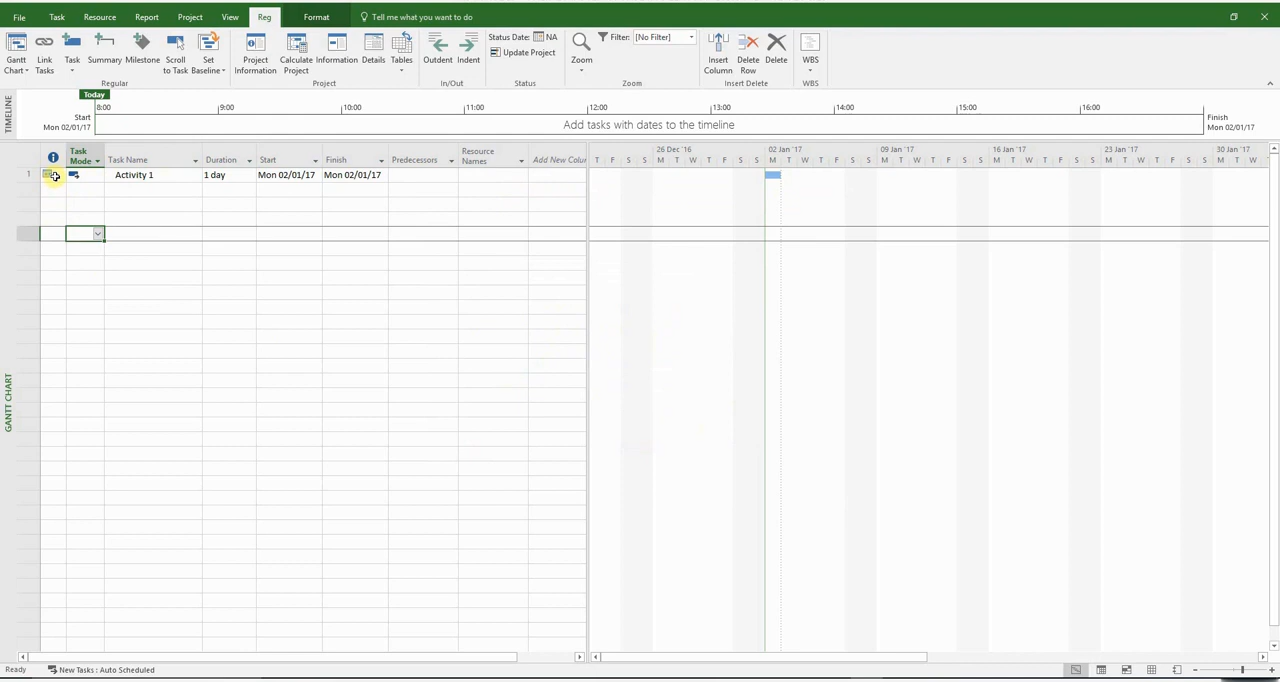 File Task Resource Report Project View Reg Format Tell me what you want to do
Gantt Chart Link Tasks Task Summary Milestone Scroll to Task Set Baseline Project Information Calculate Project Information Details Tables Outdent Indent Status Date: NA Update Project Zoom Filter: [No Filter] Insert Column Delete Row Delete WBS
Regular Project In/Out Status Zoom Insert Delete WBS
TIMELINE
Today
8:00 9:00 10:00 11:00 12:00 13:00 14:00 15:00 16:00
Start
Mon 02/01/17
Add tasks with dates to the timeline
Finish
Mon 02/01/17
Task Mode Task Name Duration Start Finish Predecessors Resource Names Add New Colu
26 Dec '16 02 Jan '17 09 Jan '17 16 Jan '17 23 Jan '17 30 Jan '17
T F S S M T W T F S S M T W T F S S M T W T F S S M T W T F S S M T W T F S S M T W
1 Activity 1 1 day Mon 02/01/17 Mon 02/01/17
GANTT CHART
Ready New Tasks : Auto Scheduled